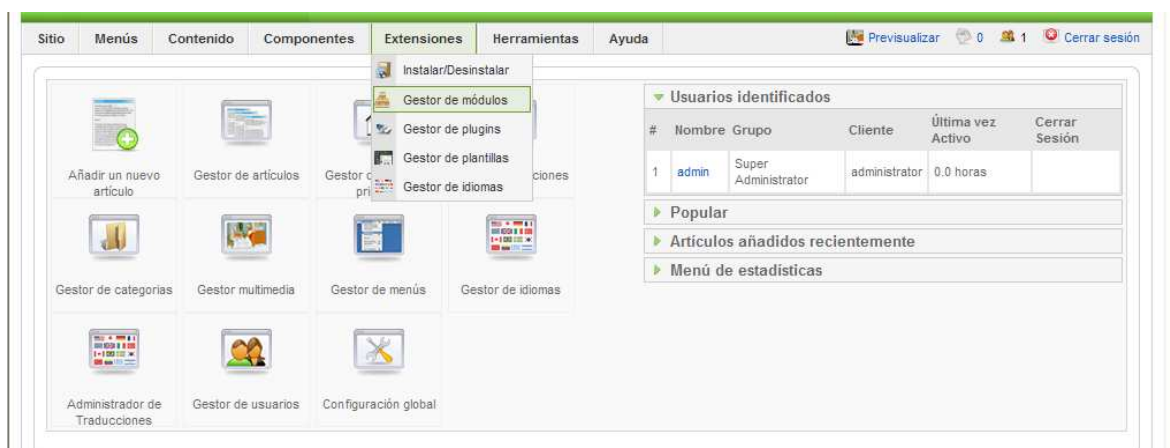 Sitio Menús Contenido Componentes Extensiones Herramientas Ayuda Previsualizar 0 1 Cerrar sesión
Instalar/Desinstalar
Gestor de módulos
Gestor de plugins
Gestor de plantillas
Gestor de idiomas
Añadir un nuevo
artículo
Gestor de artículos
Gestor
ciones
Gestor de categorias
Gestor multimedia
Gestor de menús
Gestor de idiomas
Administrador de
Traducciones
Gestor de usuarios
Configuración global
Usuarios identificados
# Nombre Grupo Cliente Última vez Activo Cerrar Sesión
1 admin Super Administrator administrator 0.0 horas
Popular
Artículos añadidos recientemente
Menú de estadísticas